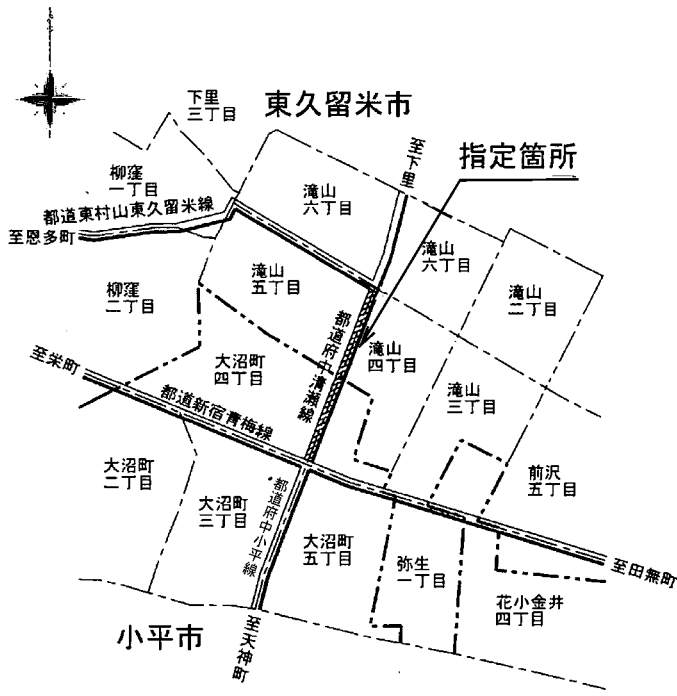 下里
三丁目
東久留米市
至下里
指定箇所
柳窪
一丁目
滝山
六丁目
都道東村山東久留米線
至恩多町
滝山
六丁目
滝山
五丁目
滝山
二丁目
柳窪
二丁目
都道府中清瀬線
滝山
四丁目
至栄町
大沼町
四丁目
滝山
三丁目
都道新宿青梅線
大沼町
二丁目
前沢
五丁目
大沼町
三丁目
都道府中小平線
大沼町
五丁目
弥生
一丁目
至田無町
花小金井
四丁目
小平市
至天神町